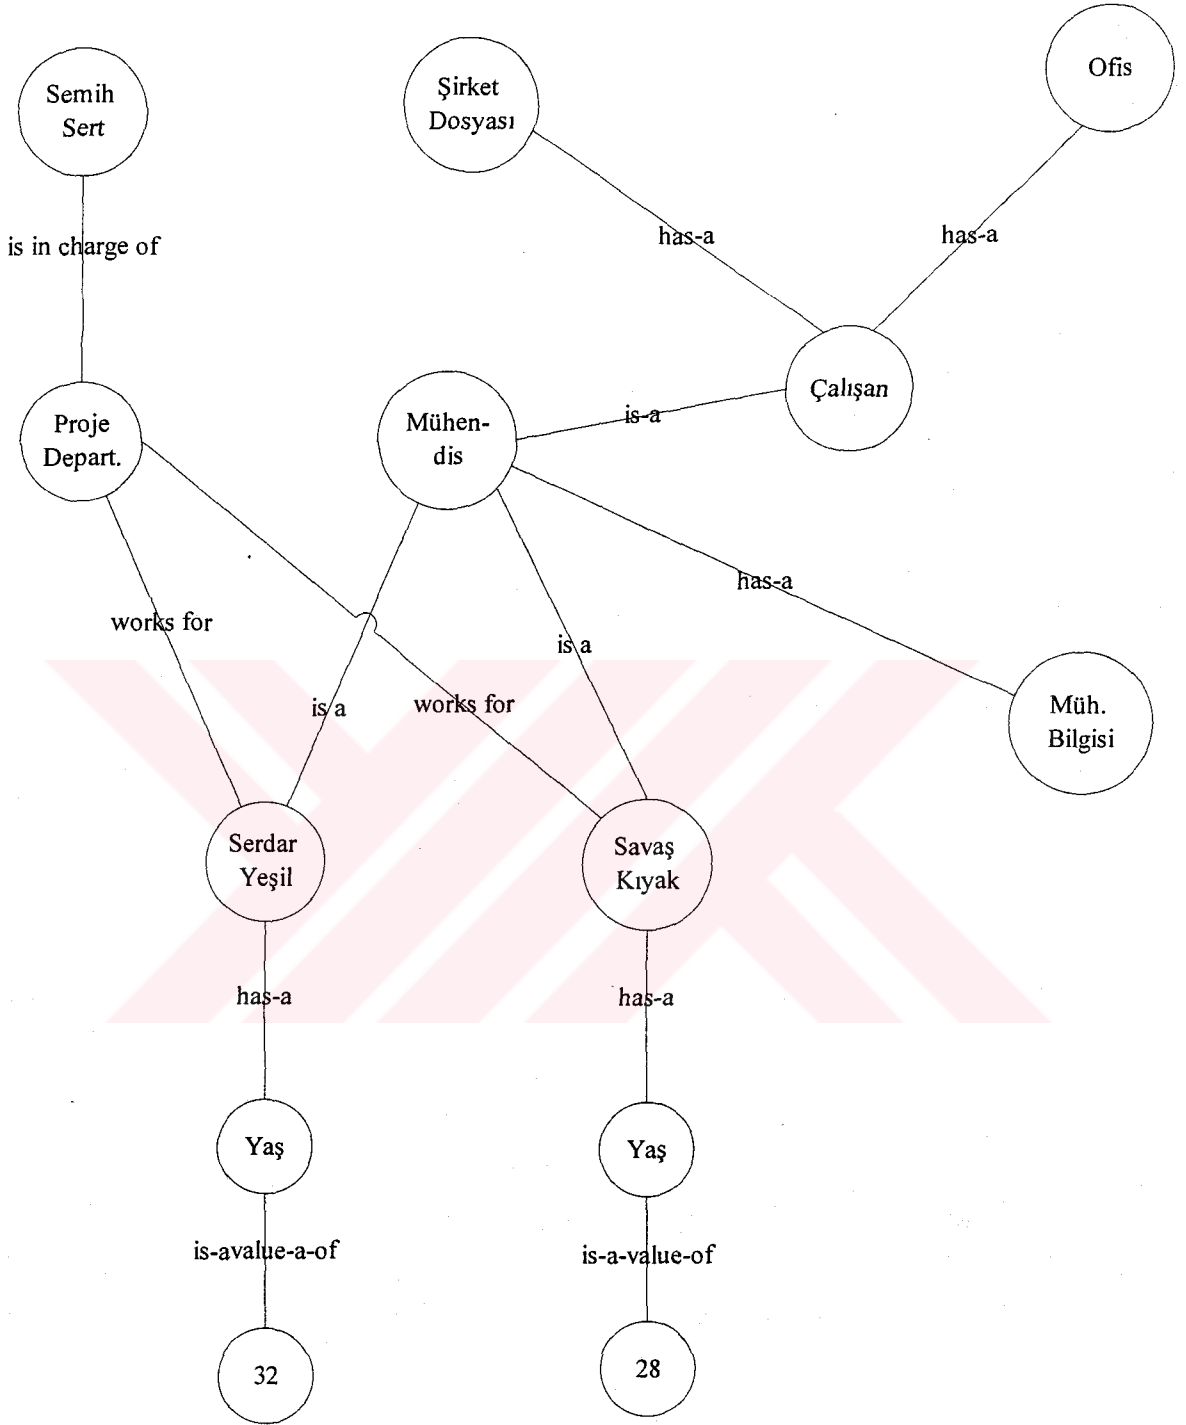 Semih
Sert
Şirket
Dosyası
Ofis
is in charge of
has-a
has-a
Proje
Depart.
Mühen-
dis
is-a
Çalışan
works for
has-a
is a
is a
works for
Müh.
Bilgisi
Serdar
Yeşil
Savaş
Kıyak
has-a
has-a
Yaş
Yaş
is-avalue-a-of
is-a-value-of
32
28